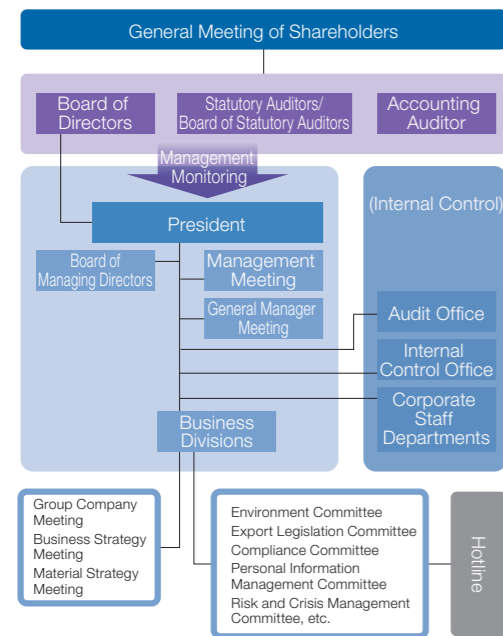 General Meeting of Shareholders
Board of
Directors
Statutory Auditors/
Board of Statutory Auditors
Accounting
Auditor
Management
Monitoring
(Internal Control)
President
Board of
Managing Directors
Management
Meeting
General Manager
Meeting
Audit Office
Internal
Control Office
Corporate
Staff
Departments
Business
Divisions
Group Company
Meeting
Business Strategy
Meeting
Material Strategy
Meeting
Environment Committee
Export Legislation Committee
Compliance Committee
Personal Information
Management Committee
Risk and Crisis Management
Committee, etc.
Hotline